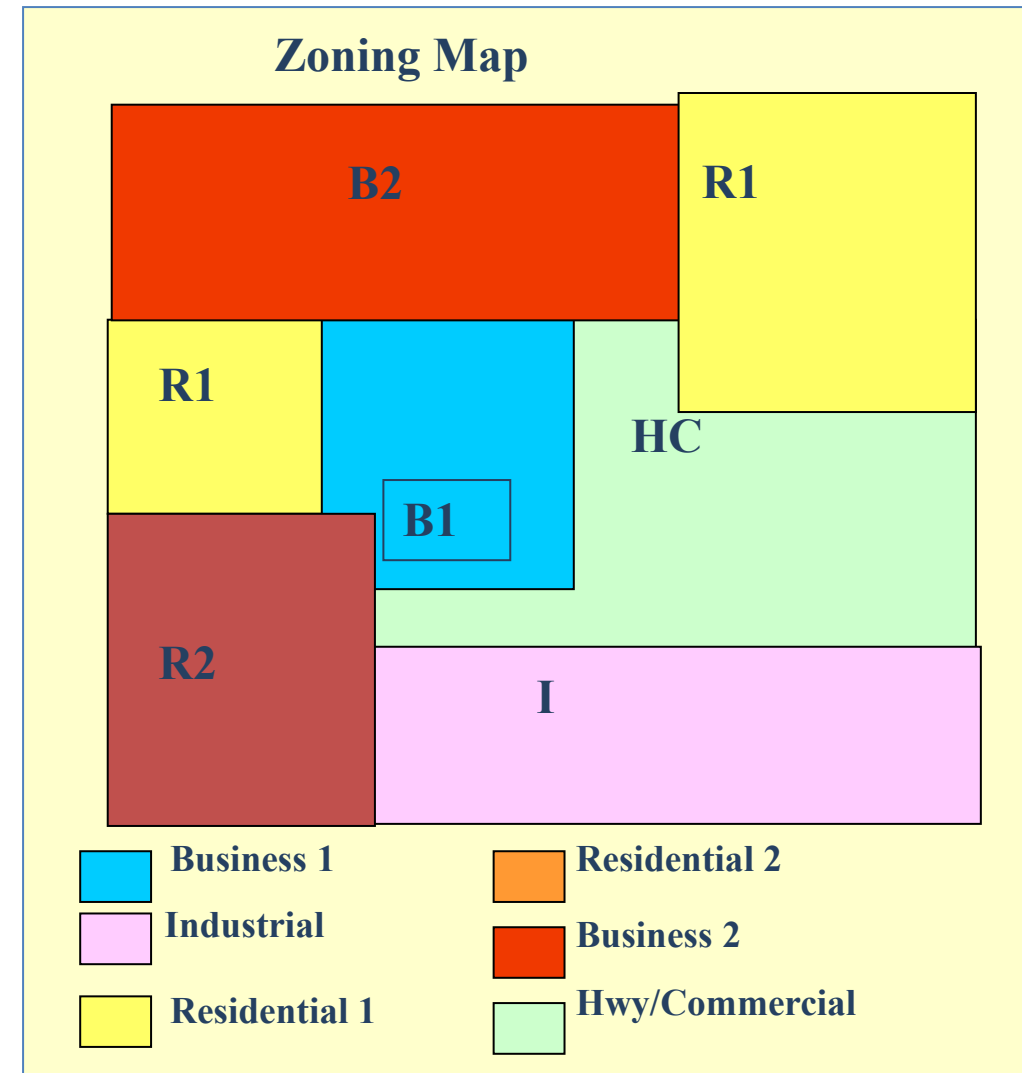 Zoning Map
B2
R1
R1
HC
B1
R2
I
Business 1
Residential 2
Industrial
Business 2
Residential 1
Hwy/Commercial